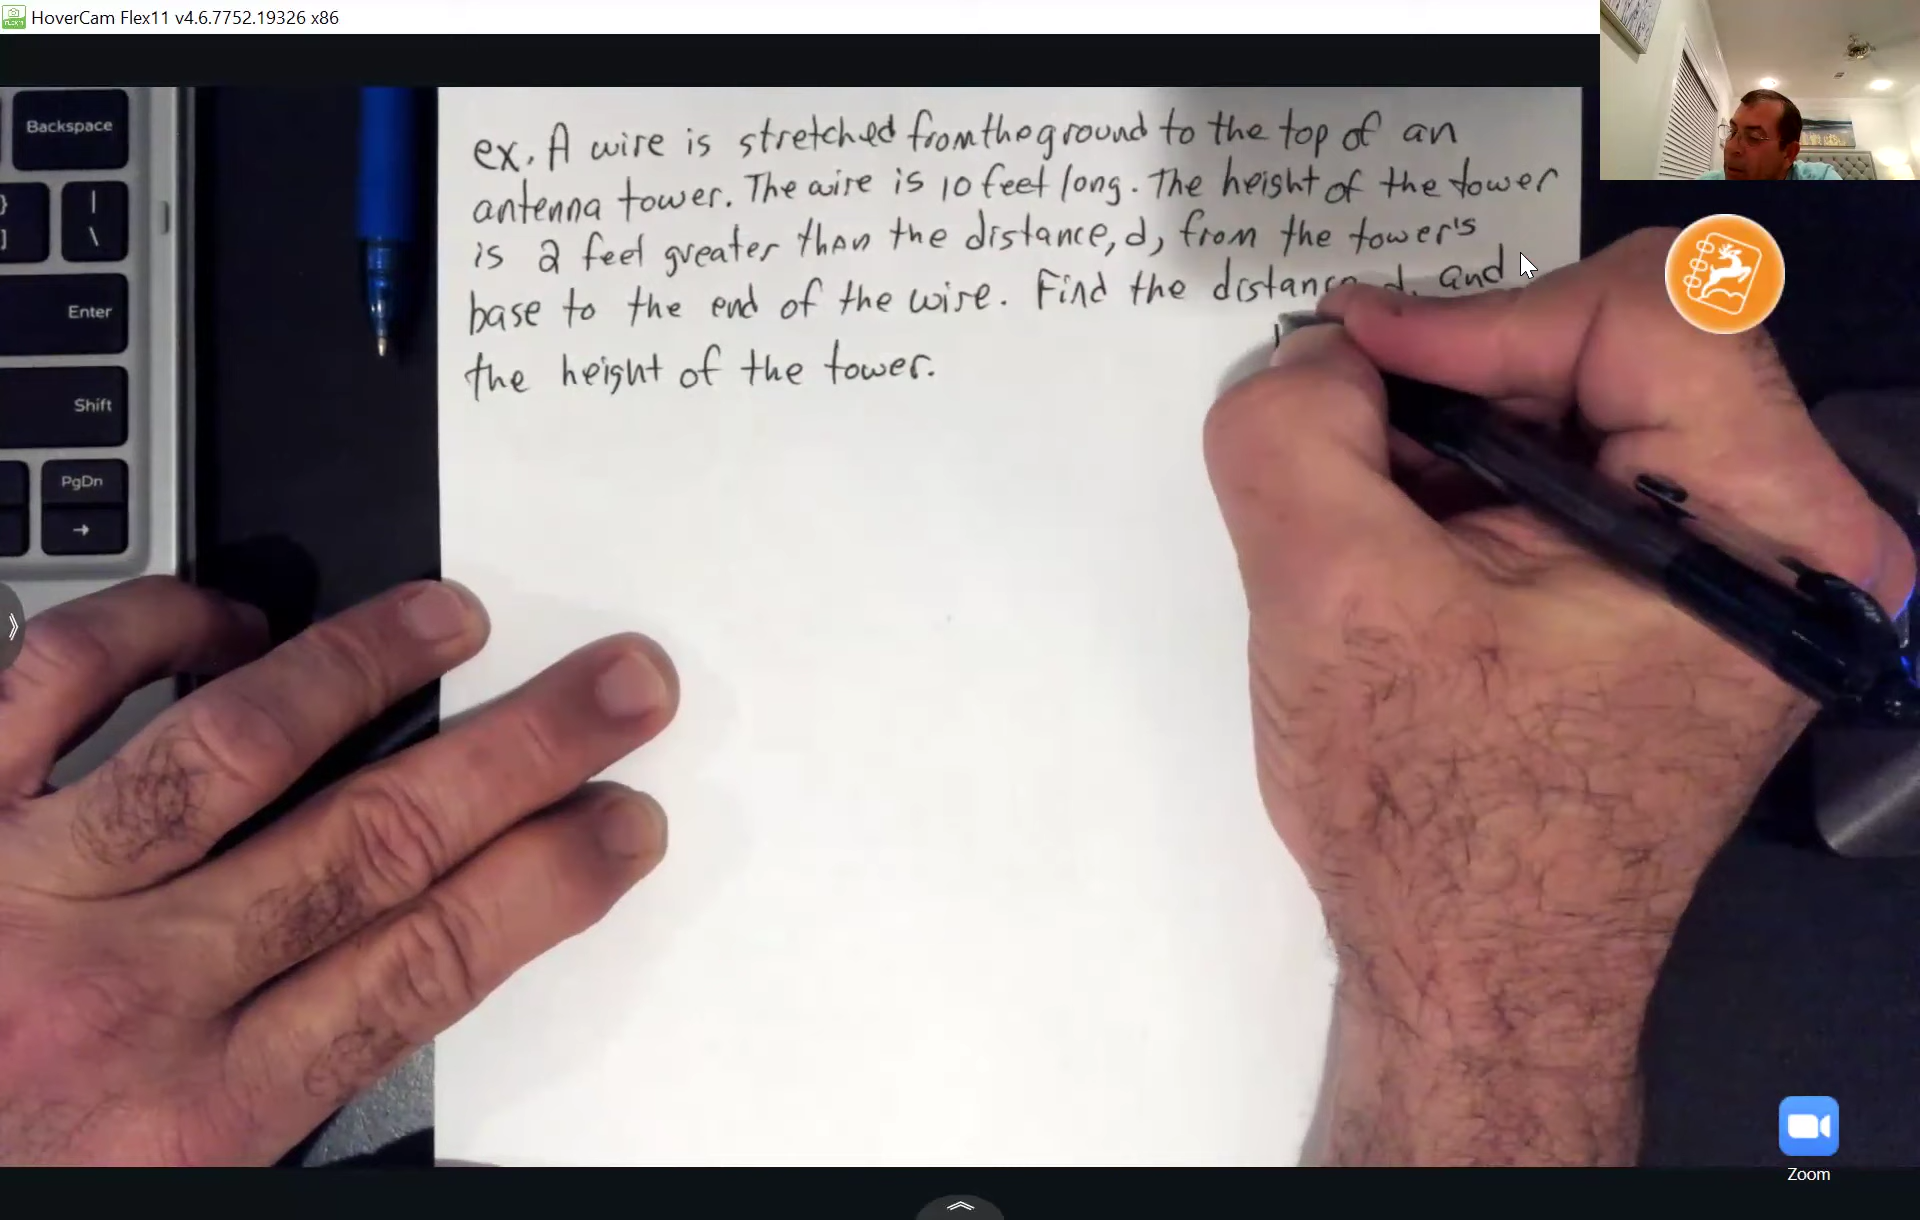 HoverCam Flex11 v4.6.7752.19326 x86
Backspace
}
]
|
\
Enter
Shift
PgDn
→
ex. A wire is stretched from the ground to the top of an
antenna tower. The wire is 10 feet long. The height of the tower
is 2 feet greater than the distance, d, from the tower's
base to the end of the wire. Find the distance d, and
the height of the tower.
Zoom